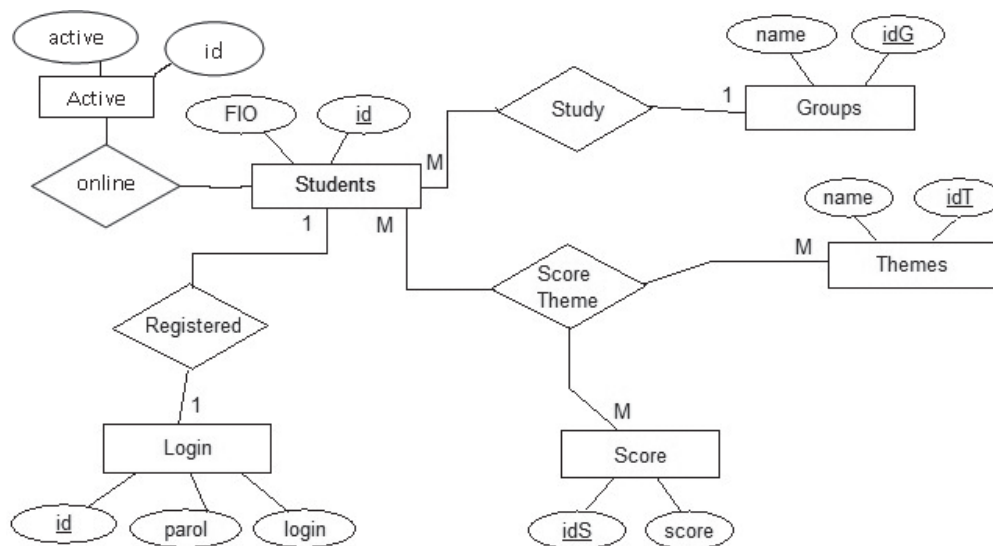 active
id
Active
name
idG
FIO
id
Study
1
Groups
M
online
Students
name
idT
1
M
M
Score
Theme
Themes
Registered
1
M
Login
Score
id
parol
login
idS
score